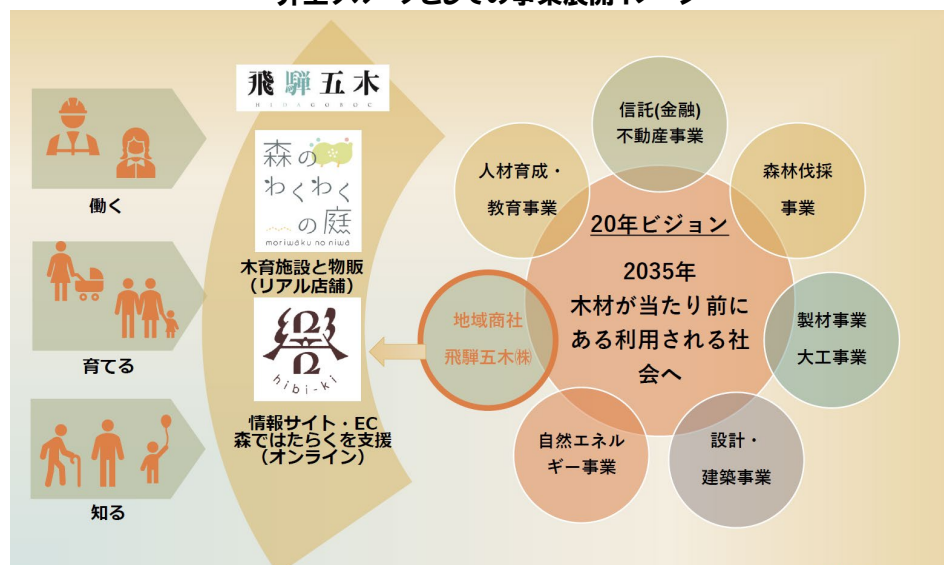 働く
育てる
知る
飛騨五木
HIDAGOBOC
森の
わくわく
の庭
moriwaku no niwa
木育施設と物販
（リアル店舗）
hibi-ki
情報サイト・EC
森ではたらくを支援
（オンライン）
地域商社
飛騨五木㈱
人材育成・
教育事業
信託(金融)
不動産事業
森林伐採
事業
製材事業
大工事業
設計・
建築事業
自然エネル
ギー事業
20年ビジョン
2035年
木材が当たり前に
ある利用される社
会へ